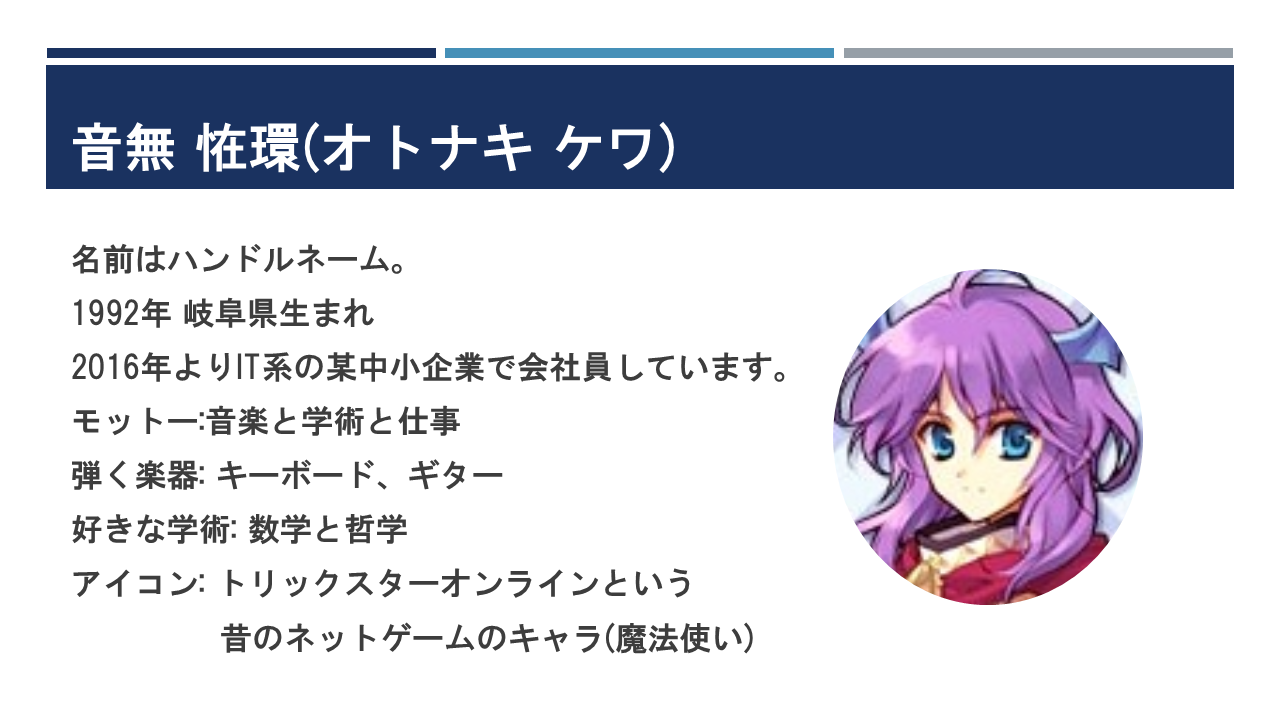 音無 恠環(オトナキ ケワ)
名前はハンドルネーム。
1992年 岐阜県生まれ
2016年よりIT系の某中小企業で会社員しています。
モットー:音楽と学術と仕事
弾く楽器: キーボード、ギター
好きな学術: 数学と哲学
アイコン: トリックスターオンラインという
昔のネットゲームのキャラ(魔法使い)